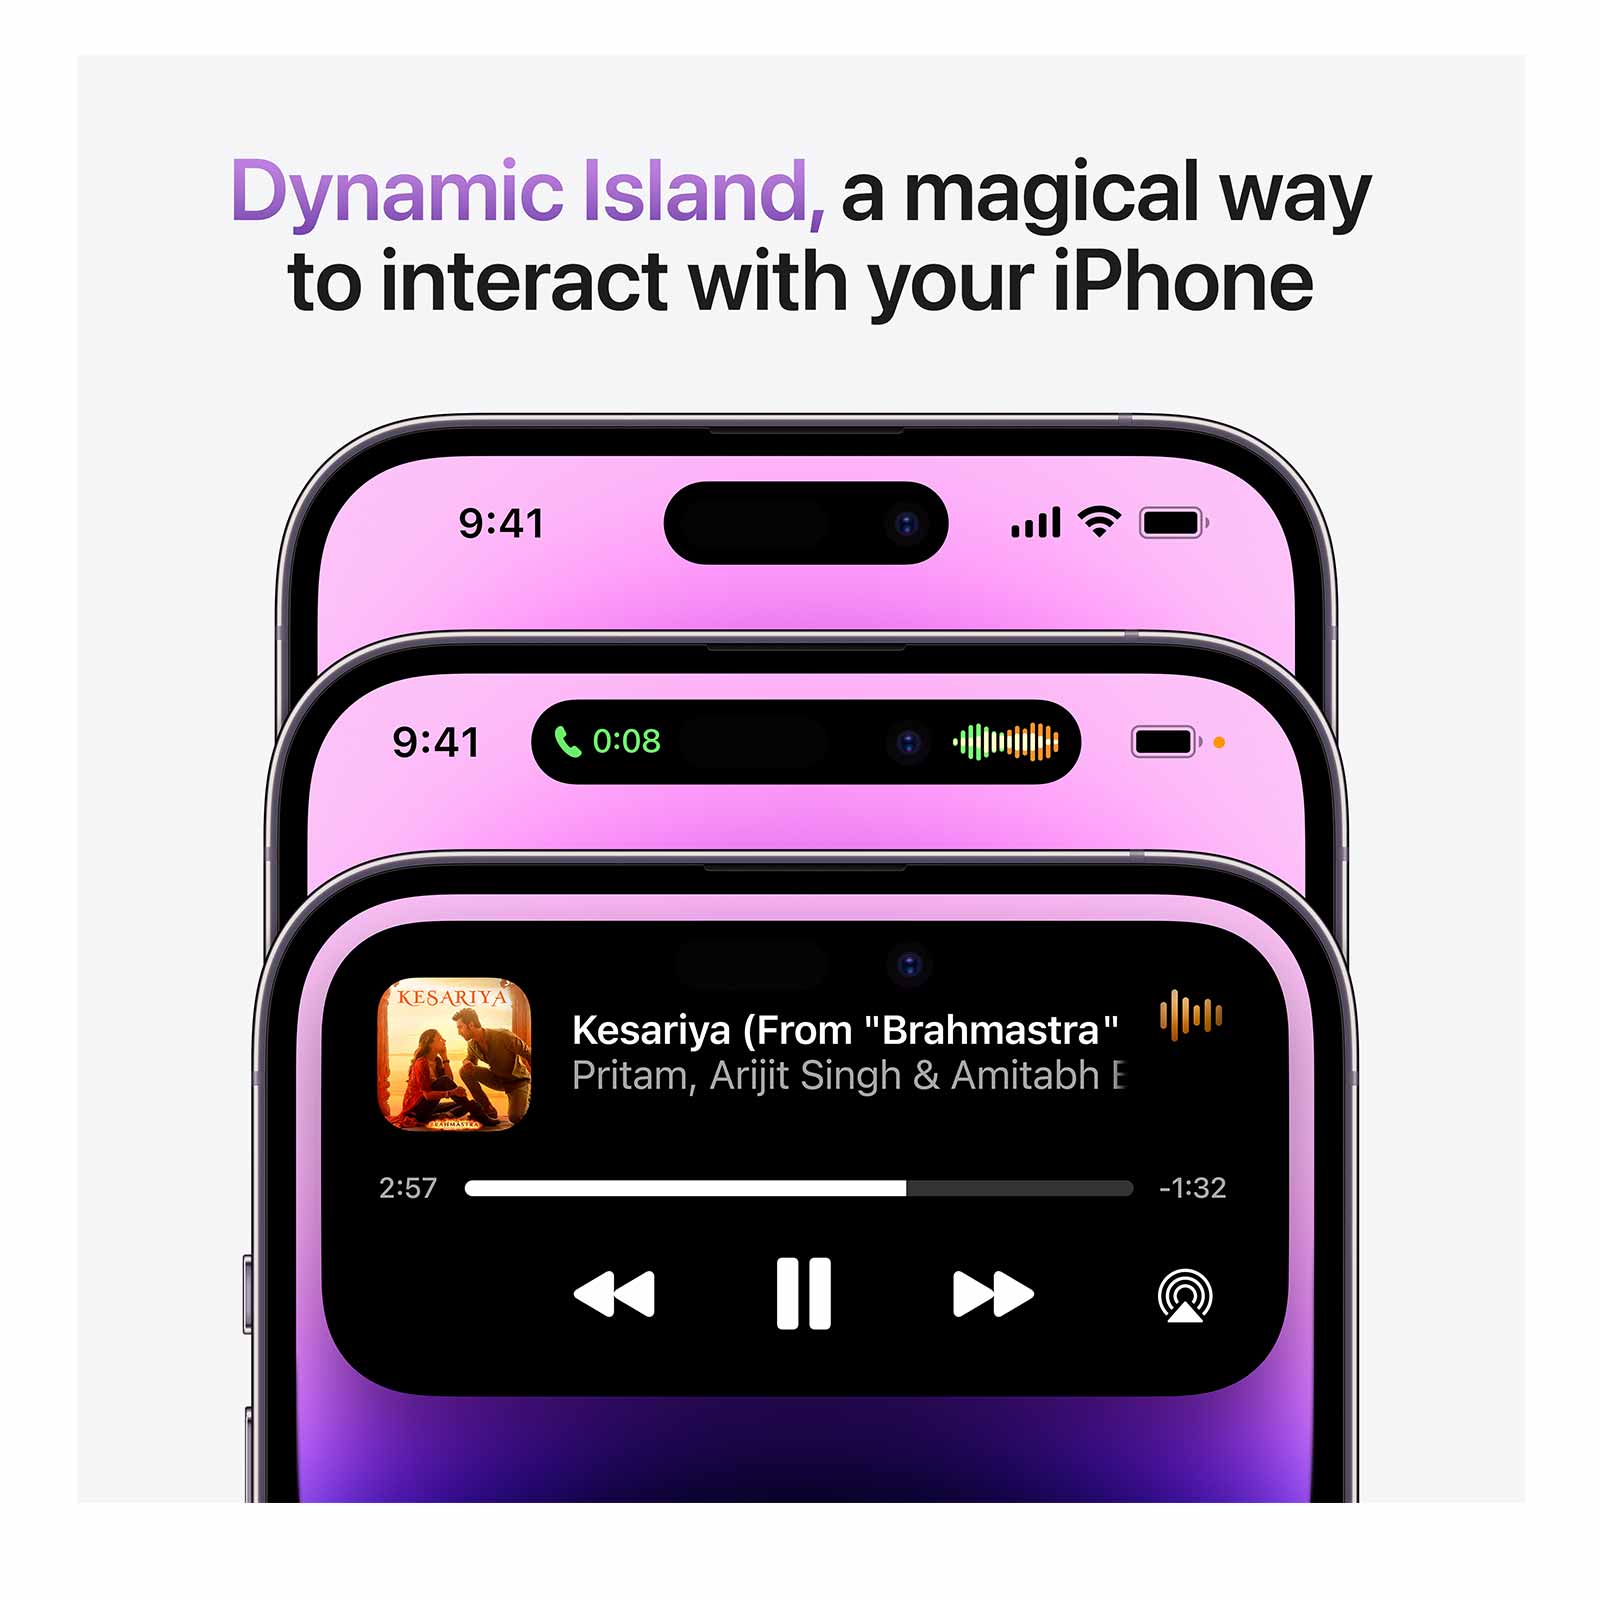 Dynamic Island, a magical way
to interact with your iPhone
9:41
9:41
0:08
KESARIYA
BRAHMASTRA
Kesariya (From "Brahmastra"
Pritam, Arijit Singh & Amitabh
2:57
-1:32